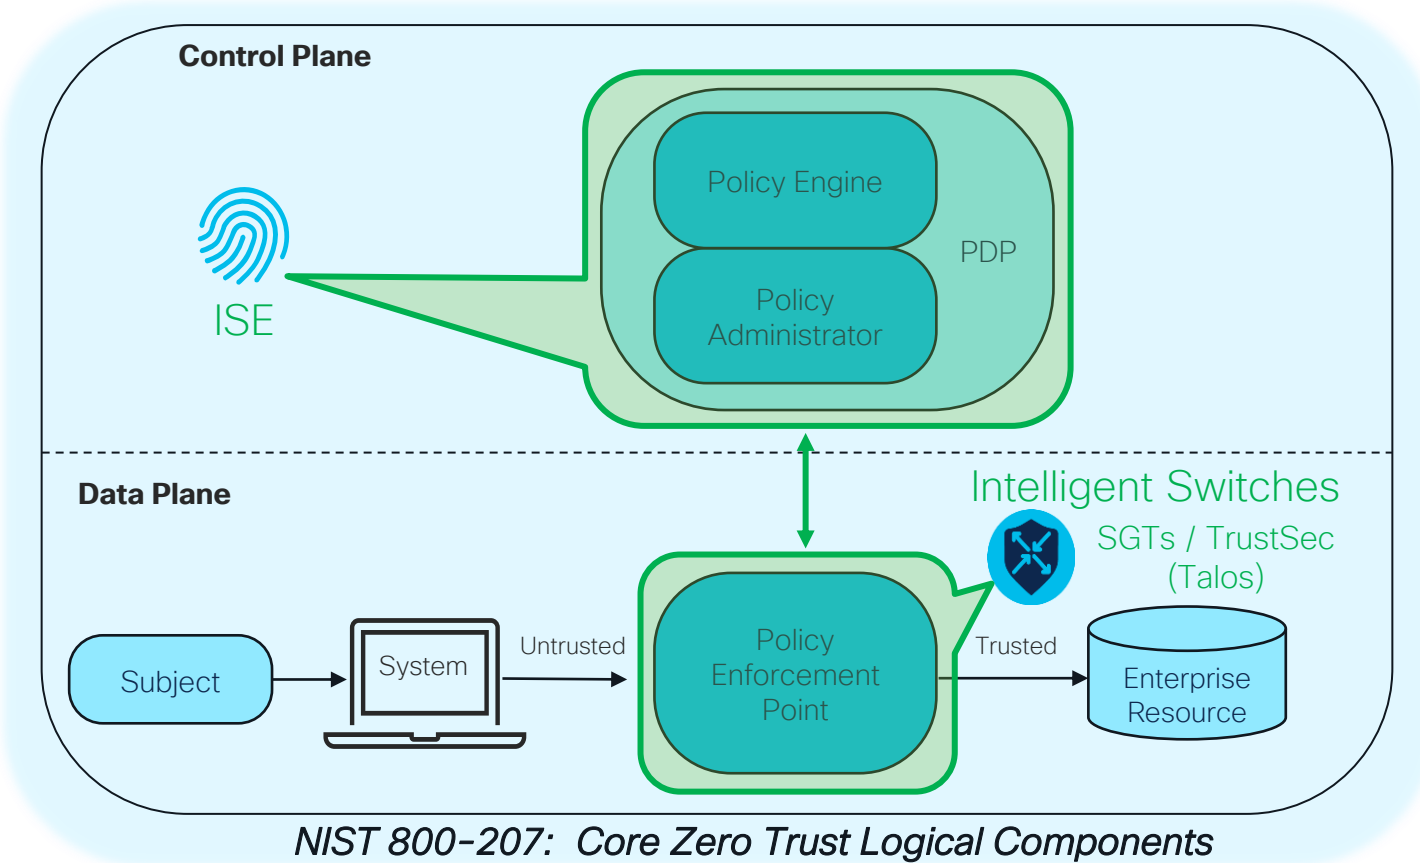 Control Plane
Policy Engine
PDP
Policy
Administrator
ISE
Data Plane
Intelligent Switches
SGTs / TrustSec
(Talos)
Subject
System
Untrusted
Policy
Enforcement
Point
Trusted
Enterprise
Resource
NIST 800-207: Core Zero Trust Logical Components